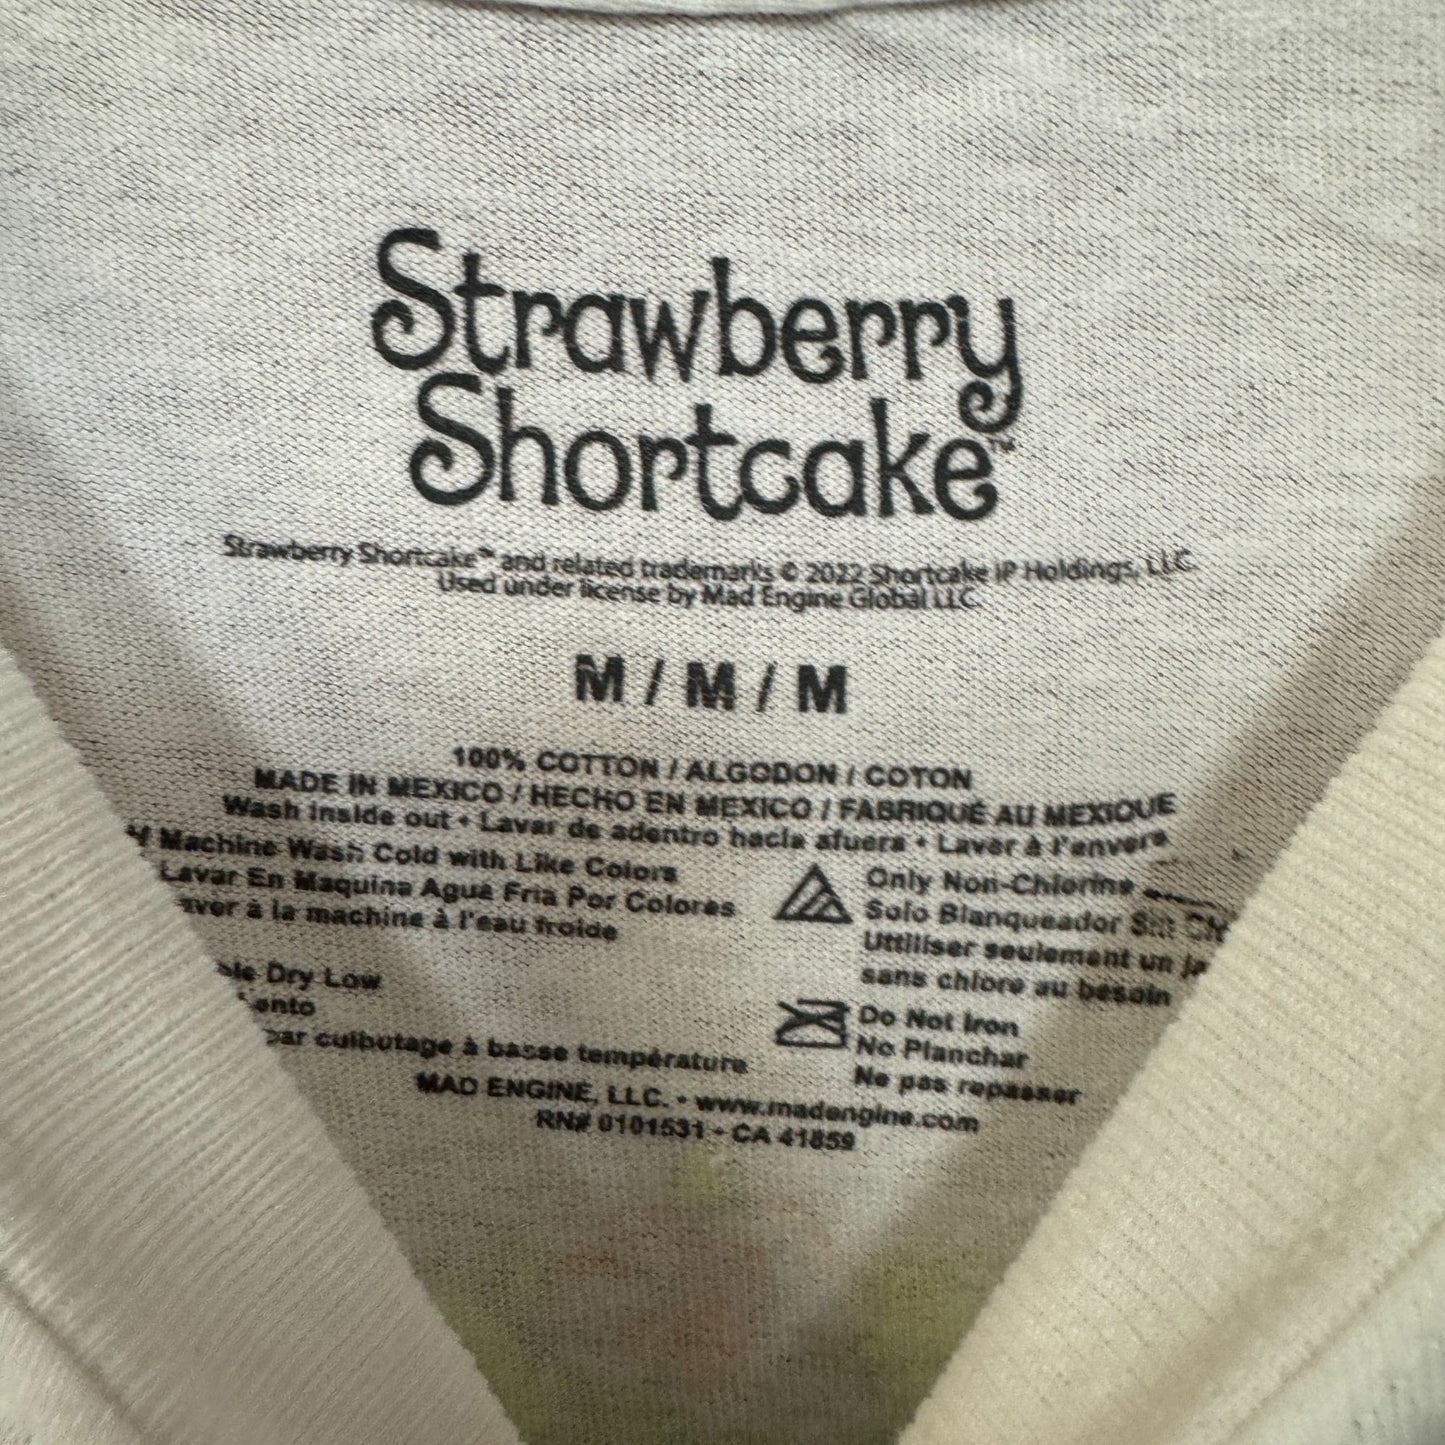 Strawberry
Shortcake™
Strawberry Shortcake™ and related trademarks © 2022 Shortcake IP Holdings, LLC.
Used under license by Mad Engine Global LLC.
M / M / M
100% COTTON / ALGODON / COTON
MADE IN MEXICO / HECHO EN MEXICO / FABRIQUÉ AU MEXIQUE
Wash Inside out • Lavar de adentro hacia afuera • Laver à l'envers
Machine Wash Cold with Like Colors
Lavar En Maquina Agua Fria Por Colores
à la machine à l'eau froide
Dry Low
par culbutage à basse température
Only Non-Chlorine
Solo Blanqueador Sin
Uttiliser seulement un
sans chlore au besoin
Do Not Iron
No Planchar
Ne pas repasser
MAD ENGINE, LLC. • www.madengine.com
RN# 0101531 - CA 41859